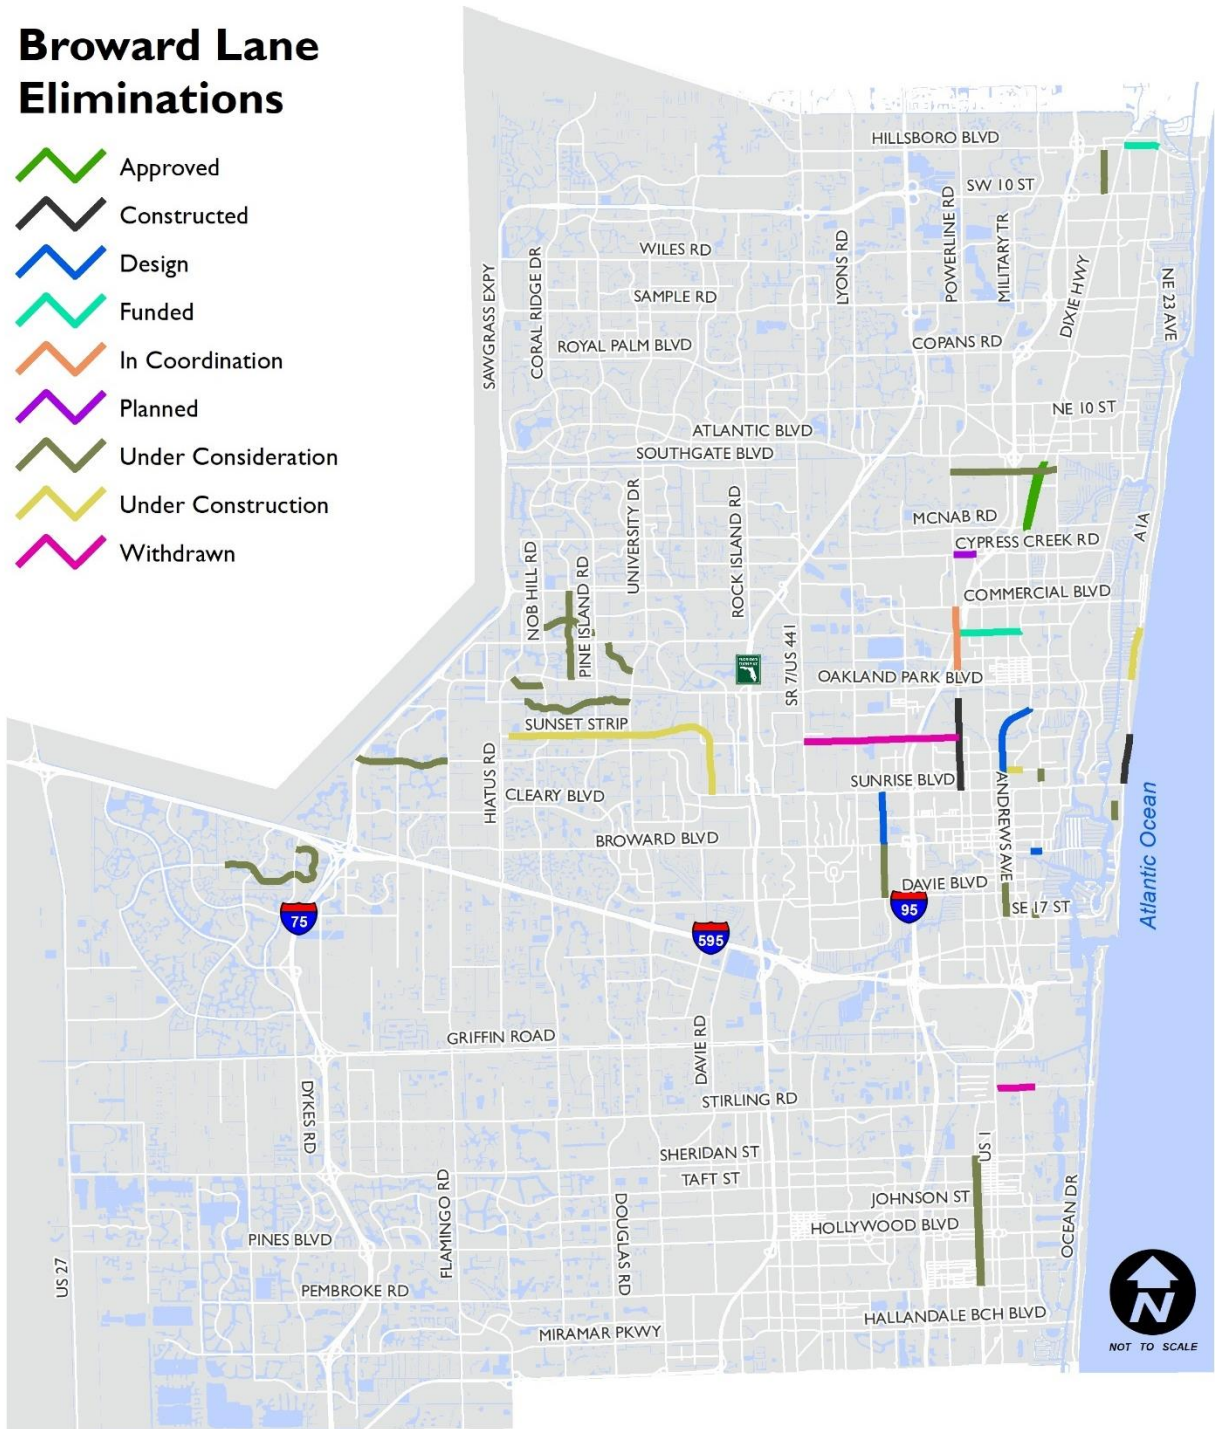 Broward Lane
Eliminations
Approved
Constructed
Design
Funded
In Coordination
Planned
Under Consideration
Under Construction
Withdrawn
HILLSBORO BLVD
SW 10 ST
POWERLINE RD
MILITARY TR
LYONS RD
WILES RD
SAMPLE RD
DIXIE HWY
NE 23 AVE
SAWGRASS EXPY
CORAL RIDGE DR
ROYAL PALM BLVD
COPANS RD
NE 10 ST
ATLANTIC BLVD
SOUTHGATE BLVD
UNIVERSITY DR
ROCK ISLAND RD
MCNAB RD
A1A
CYPRESS CREEK RD
NOB HILL RD
PINE ISLAND RD
COMMERCIAL BLVD
SR 7/US 441
OAKLAND PARK BLVD
SUNSET STRIP
HIATUS RD
SUNRISE BLVD
ANDREWS AVE
CLEARY BLVD
BROWARD BLVD
Atlantic Ocean
DAVIE BLVD
SE 17 ST
75
95
595
GRIFFIN ROAD
DAVIE RD
DYKES RD
STIRLING RD
US 1
SHERIDAN ST
TAFT ST
FLAMINGO RD
DOUGLAS RD
JOHNSON ST
HOLLYWOOD BLVD
OCEAN DR
PINES BLVD
US 27
PEMBROKE RD
HALLANDALE BCH BLVD
MIRAMAR PKWY
N
NOT TO SCALE